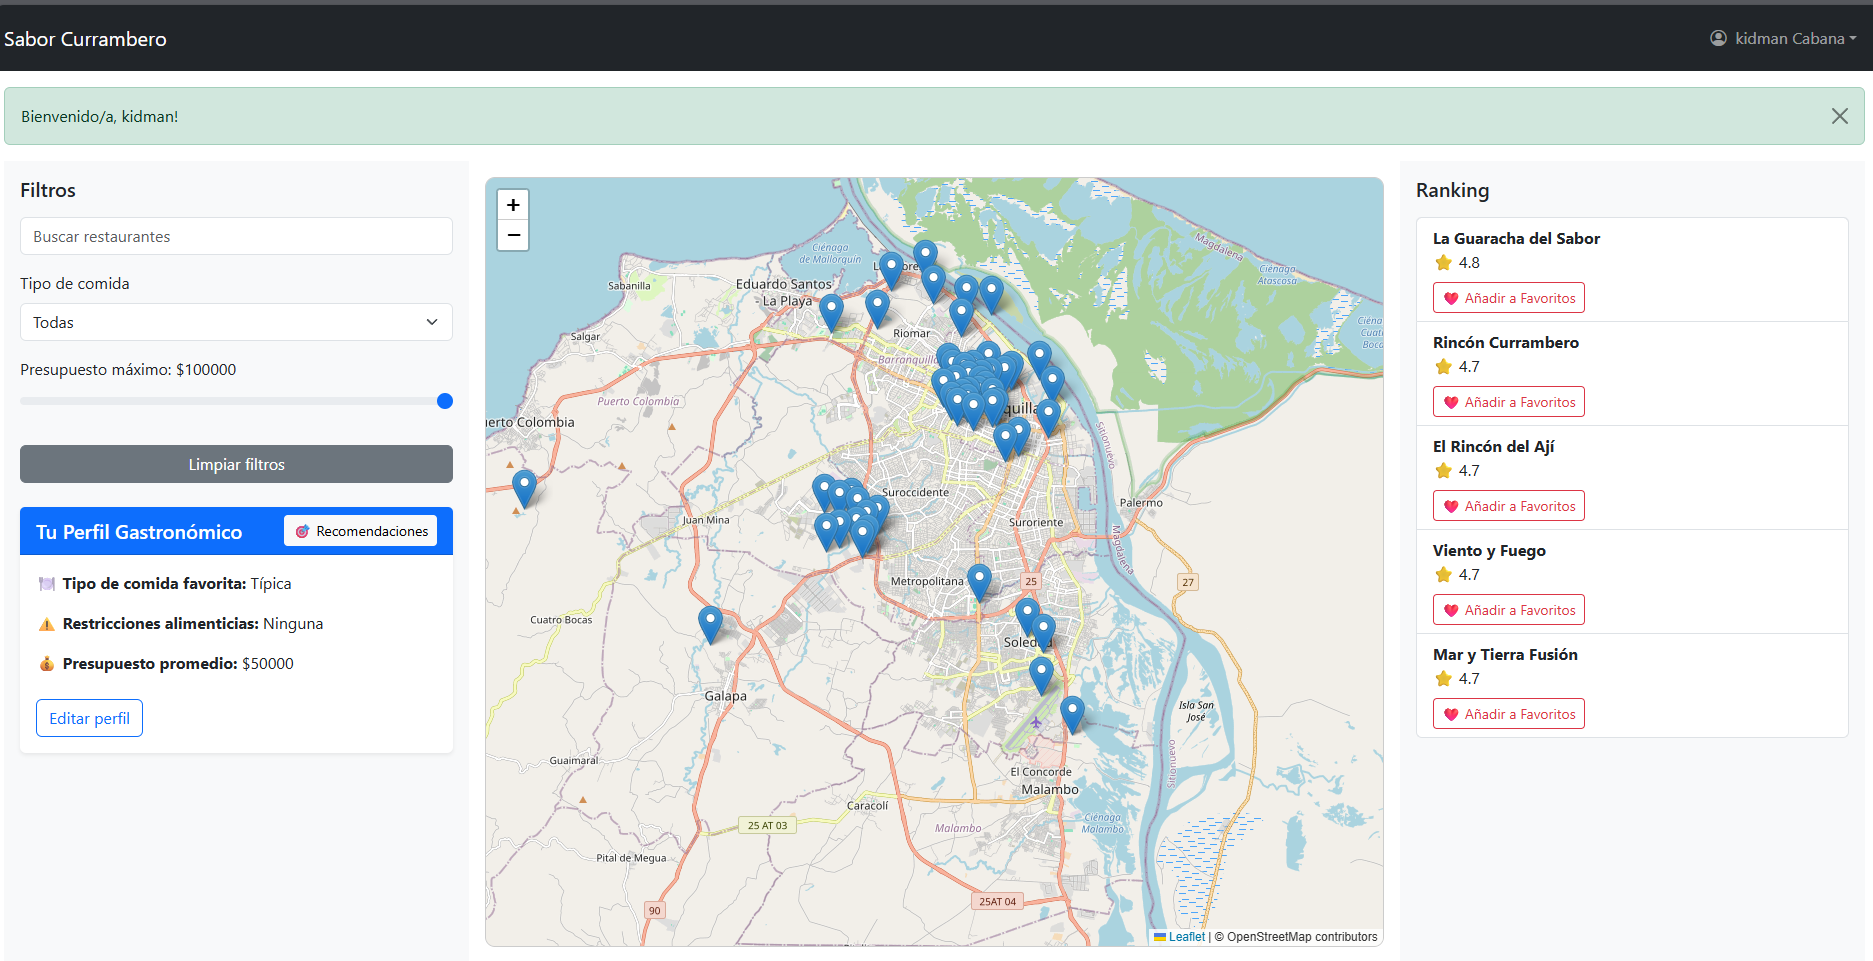 Sabor Currambero
kidman Cabana
Bienvenido/a, kidman!
Filtros
Buscar restaurantes
Tipo de comida
Todas
Presupuesto máximo: $100000
Limpiar filtros
Tu Perfil Gastronómico
Recomendaciones
Tipo de comida favorita: Típica
Restricciones alimenticias: Ninguna
Presupuesto promedio: $50000
Editar perfil
+
−
Ciénaga
de Mallorquín
Magdalena
Ciénaga
Atascosa
Sabanilla
Eduardo Santos
- La Playa
Salgar
Riomar
Barranquilla
Puerto Colombia
Sitionuevo
Suroccidente
Palermo
Juan Mina
Suroriente
Magdalena
Metropolitana
25
27
Cuatro Bocas
Galapa
Isla San
José
Sitionuevo
Guaimaral
El Concorde
Malambo
Caracolí
25 AT 03
Malambo
Ciénaga
Malambo
Pital de Megua
25AT 04
90
Leaflet | © OpenStreetMap contributors
Ranking
La Guaracha del Sabor
4.8
Añadir a Favoritos
Rincón Currambero
4.7
Añadir a Favoritos
El Rincón del Ají
4.7
Añadir a Favoritos
Viento y Fuego
4.7
Añadir a Favoritos
Mar y Tierra Fusión
4.7
Añadir a Favoritos